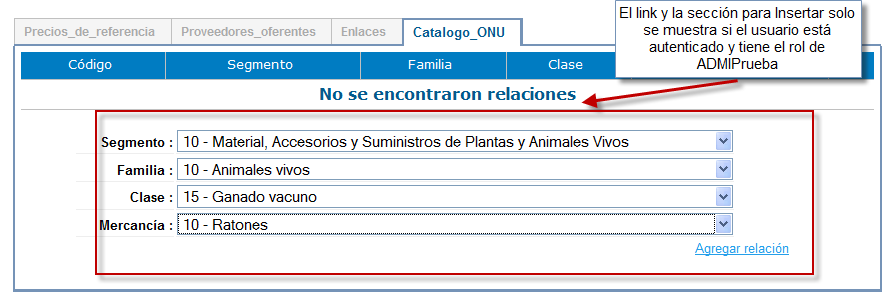 El link y la sección para Insertar solo
se muestra si el usuario está
autenticado y tiene el rol de
ADMIPrueba
Precios_de_referencia Proveedores_oferentes Enlaces Catalogo_ONU
Código Segmento Familia Clase
No se encontraron relaciones
Segmento : 10 - Material, Accesorios y Suministros de Plantas y Animales Vivos
Familia : 10 - Animales vivos
Clase : 15 - Ganado vacuno
Mercancía : 10 - Ratones
Agregar relación